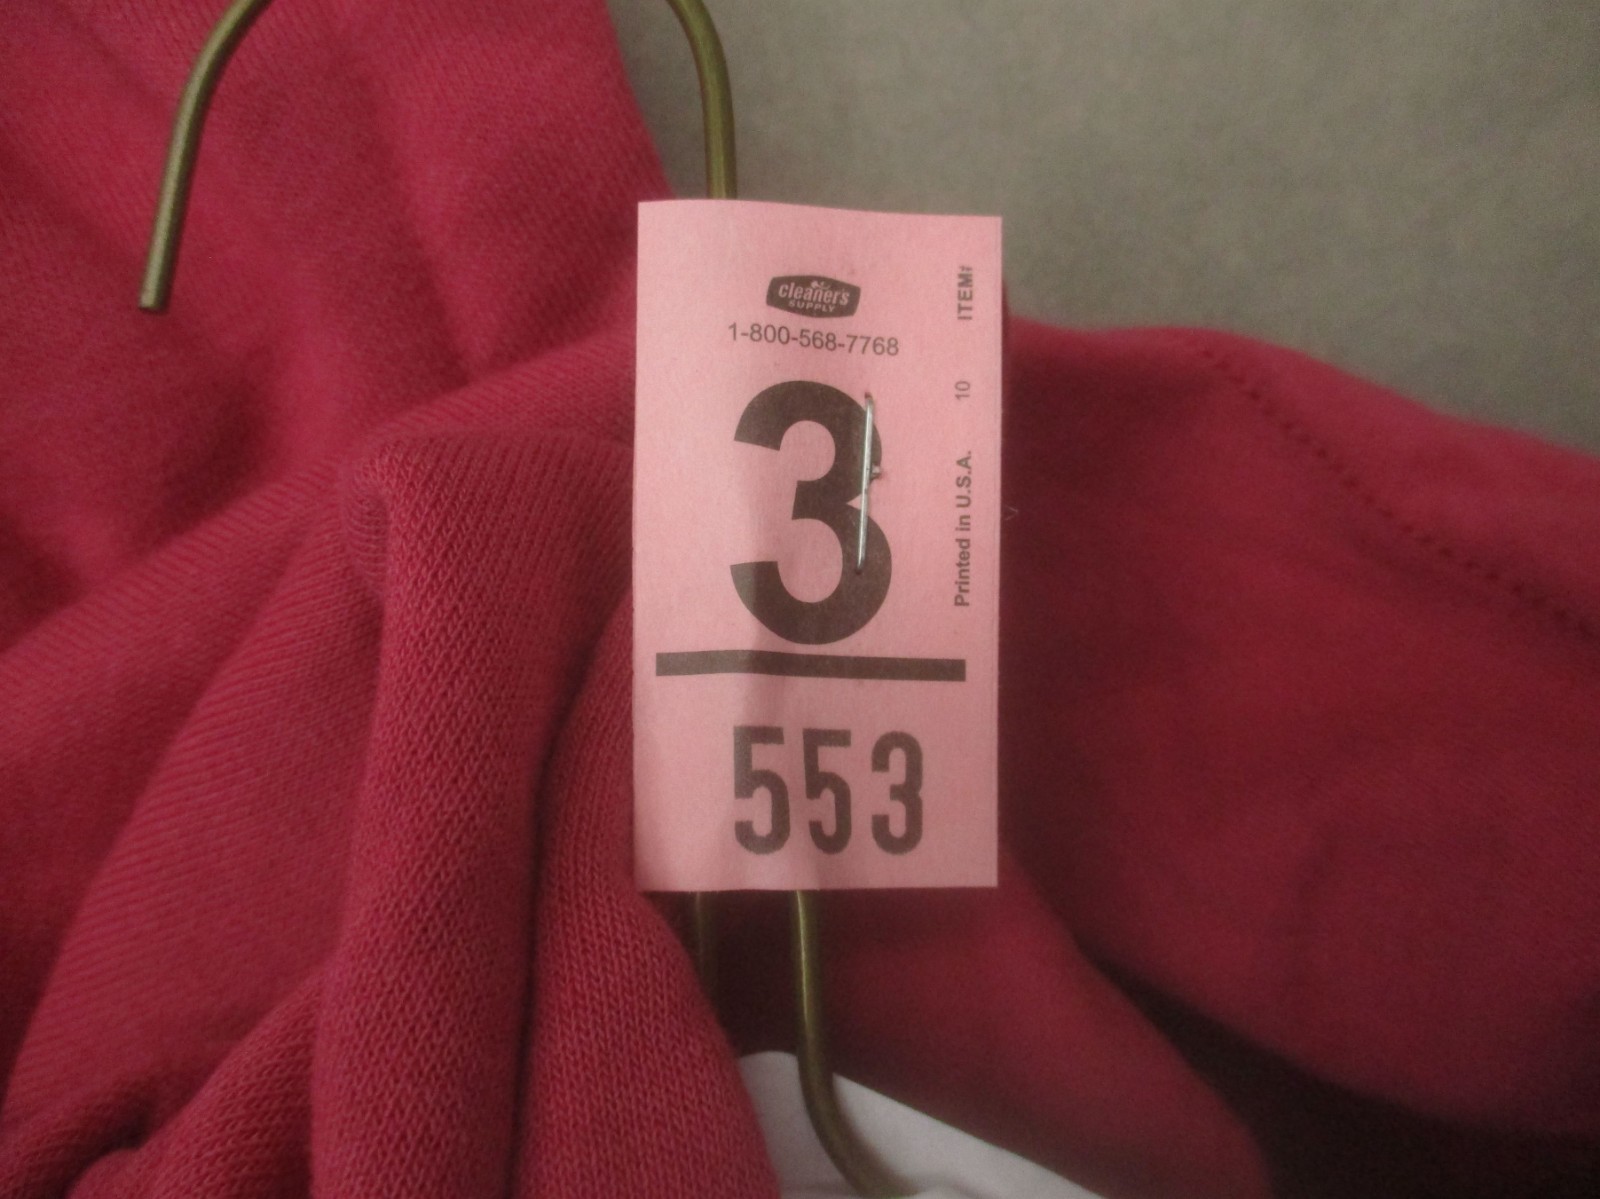 cleaners
SUPPLY
1-800-568-7768
3
553
Printed in U.S.A. 10 ITEM#